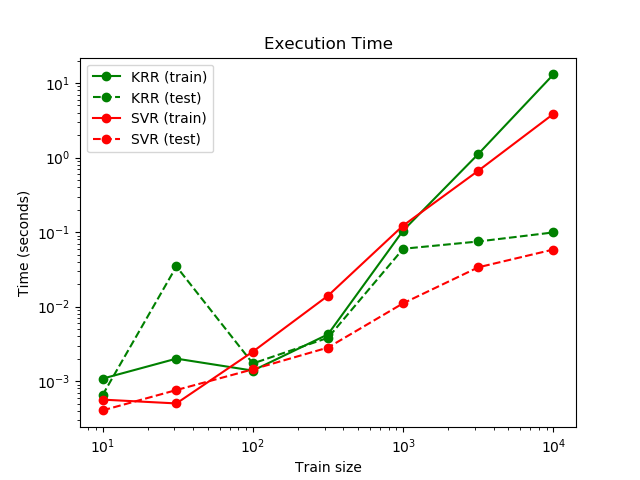 Execution Time
KRR (train)
KRR (test)
SVR (train)
SVR (test)
10¹
10⁰
10⁻¹
10⁻²
10⁻³
Time (seconds)
10¹ 10² 10³ 10⁴
Train size